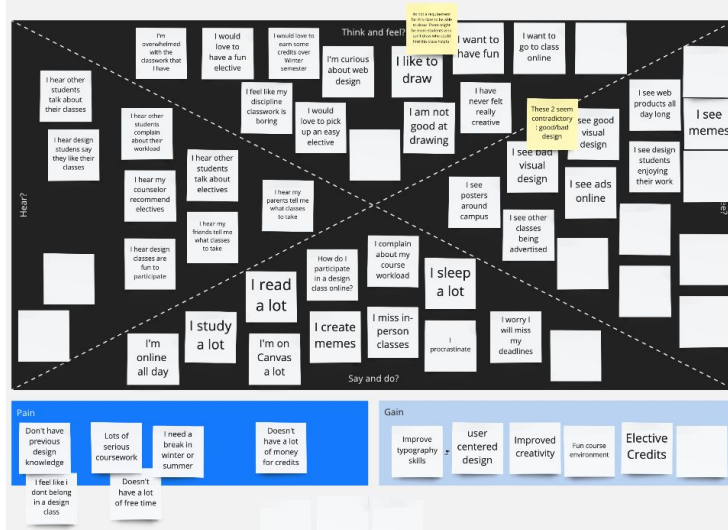 Think and feel?
I'm
overwhelmed
with the
classwork that
I have
I would
love to
have a fun
elective
I would love to
earn some
credits over
Winter
semester
I'm curious
about web
design
I like to
draw
I want to
have fun
I want to
go to class
online
I feel like my
discipline
classwork is
boring
I would
love to pick
up an easy
elective
I am not
good at
drawing
I have
never felt
really
creative
Hear?
I hear other
students
talk about
their classes
I hear design
studens say
they like their
classes
I hear other
students
complain
about their
workload
I hear my
counselor
recommend
electives
I hear design
classes are
fun to
participate
I hear other
students
talk about
electives
I hear my
friends tell me
what classes
to take
I hear my
parents tell me
what classes
to take
These 2 seem
contradictory
: good/bad
design
I see good
visual
design
I see bad
visual
design
I see web
products all
day long
I see
memes
I see design
students
enjoying
their work
I see ads
online
I see
posters
around
campus
I see other
classes
being
advertised
I read
a lot
How do I
participate
in a design
class online?
I complain
about my
course
workload
I sleep
a lot
I'm
online
all day
I study
a lot
I'm on
Canvas
a lot
I create
memes
I miss in-
person
classes
I
procrastinate
I worry I
will miss
my
deadlines
Say and do?
Pain
Don't have
previous
design
knowledge
Lots of
serious
coursework
I need a
break in
winter or
summer
Doesn't
have a lot
of money
for credits
I feel like i
dont belong
in a design
class
Doesn't
have a lot
of free time
Gain
Improve
typography
skills
user
centered
design
Improved
creativity
Fun course
environment
Elective
Credits